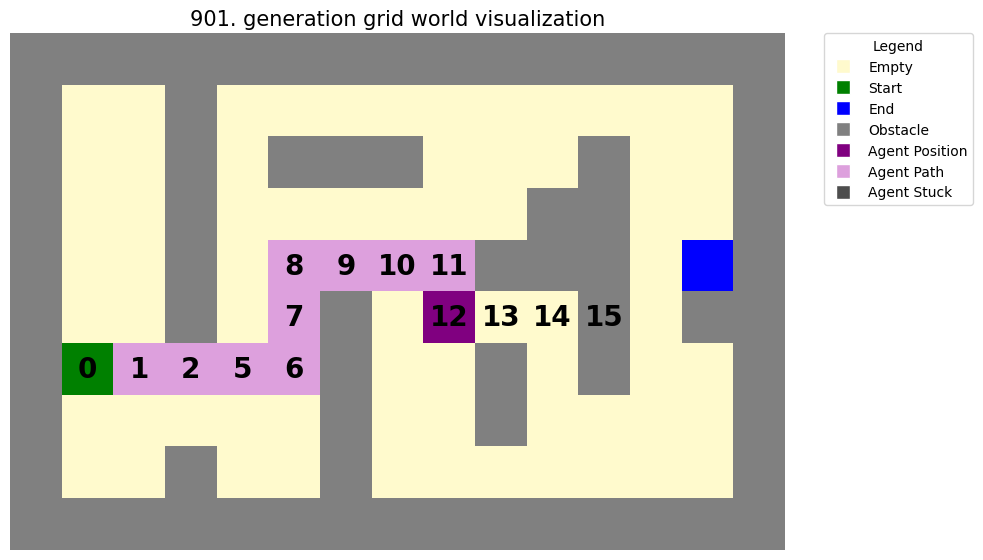 901. generation grid world visualization
Legend
Empty
Start
End
Obstacle
Agent Position
Agent Path
Agent Stuck
8 9 10 11
7 12 13 14 15
0 1 2 5 6